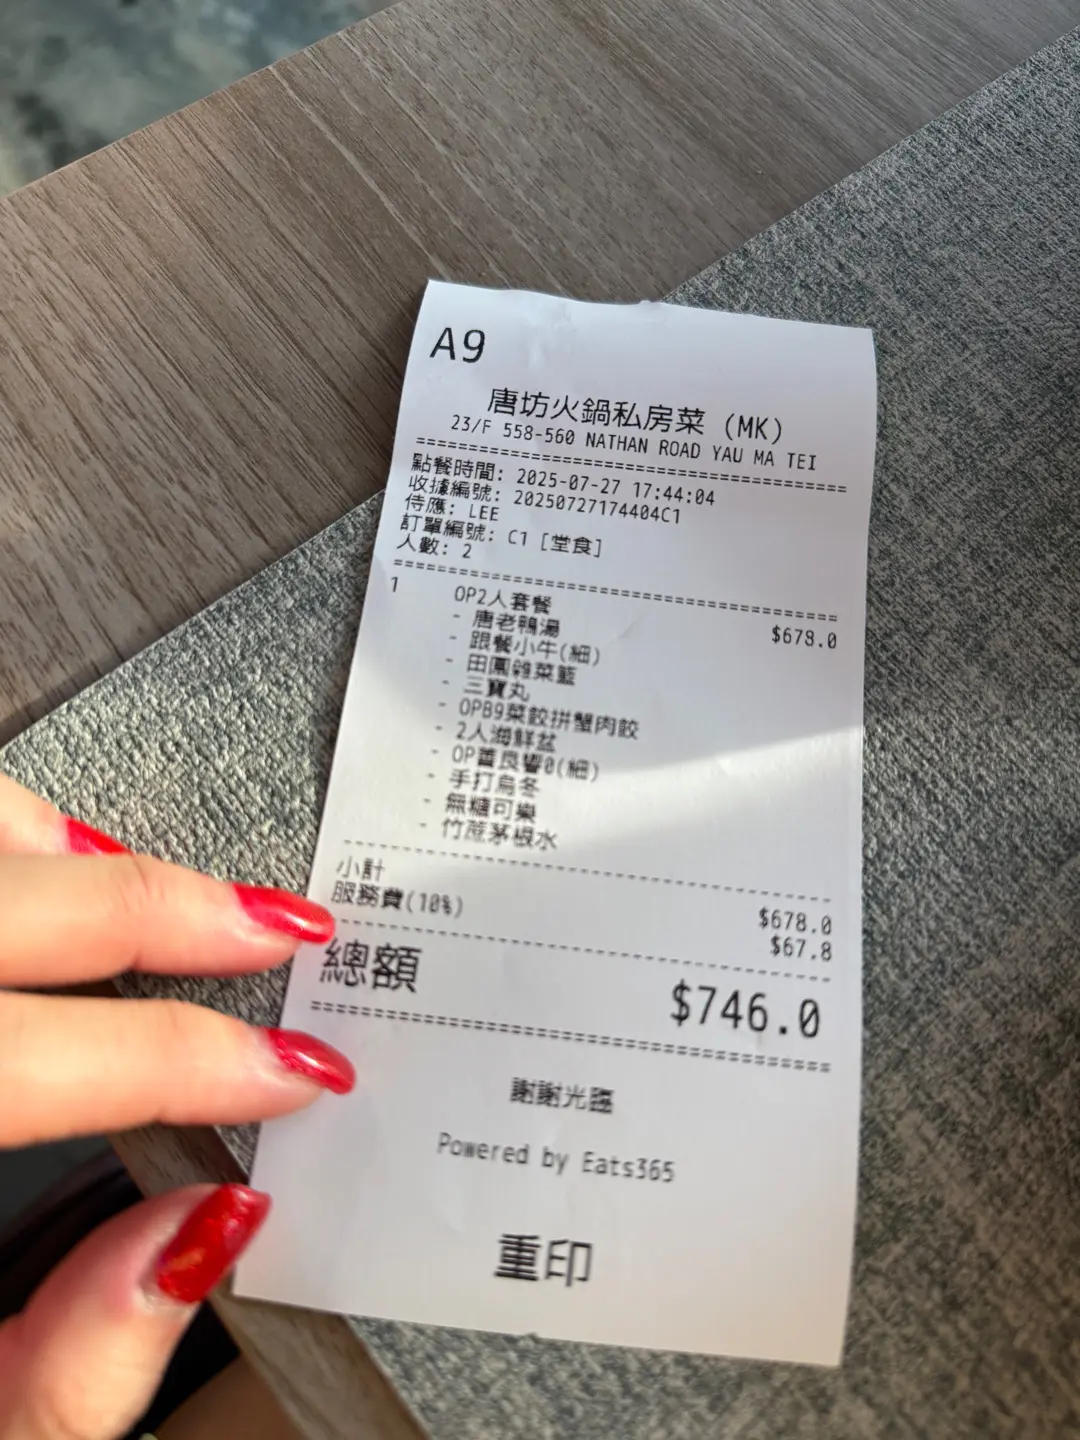 A9
唐坊火鍋私房菜 (MK)
23/F 558-560 NATHAN ROAD YAU MA TEI
點餐時間: 2025-07-27 17:44:04
收據編號: 20250727174404C1
侍應: LEE
訂單編號: C1 [堂食]
人數: 2
1 OP2人套餐 $678.0
- 唐老鴨湯
- 跟餐小牛(細)
- 田園雜菜籃
- 三寶丸
- OPB9菜餃拼蟹肉餃
- 2人海鮮盆
- OP(細)
- 手打烏冬
- 無糖可樂
- 竹蔗茅根水
小計 $678.0
服務費(10%) $67.8
總額 $746.0
謝謝光臨
Powered by Eats365
重印